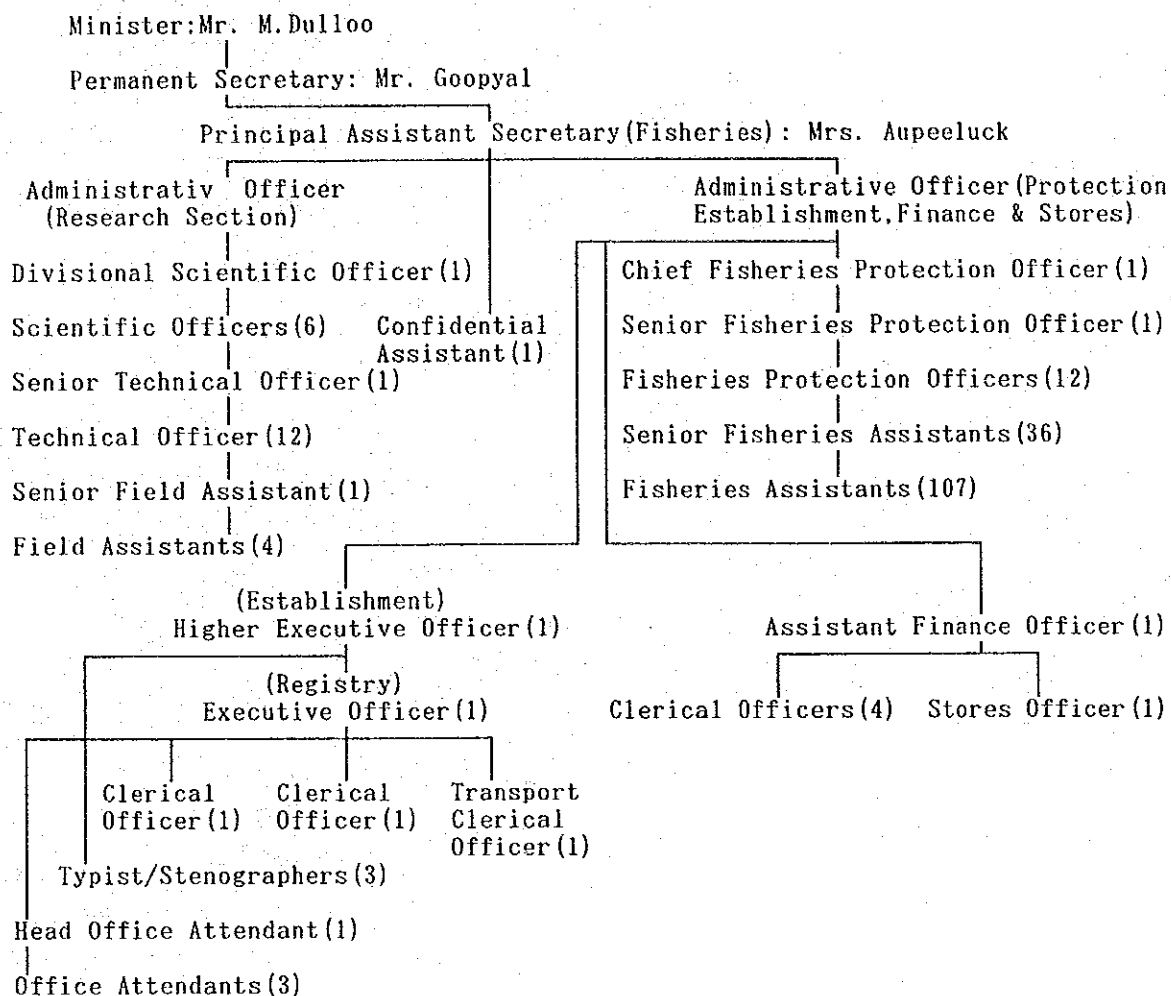 Minister:Mr. M.Dulloo
Permanent Secretary: Mr. Goopyal
Principal Assistant Secretary(Fisheries): Mrs. Aupeeluck
Administrativ Officer
(Research Section)
Divisional Scientific Officer(1)
Scientific Officers(6)
Senior Technical Officer(1)
Technical Officer(12)
Senior Field Assistant(1)
Field Assistants(4)
Confidential
Assistant(1)
Administrative Officer(Protection
Establishment,Finance & Stores)
Chief Fisheries Protection Officer(1)
Senior Fisheries Protection Officer(1)
Fisheries Protection Officers(12)
Senior Fisheries Assistants(36)
Fisheries Assistants(107)
(Establishment)
Higher Executive Officer(1)
(Registry)
Executive Officer(1)
Clerical
Officer(1)
Clerical
Officer(1)
Transport
Clerical
Officer(1)
Typist/Stenographers(3)
Head Office Attendant(1)
Office Attendants(3)
Assistant Finance Officer(1)
Clerical Officers(4)
Stores Officer(1)